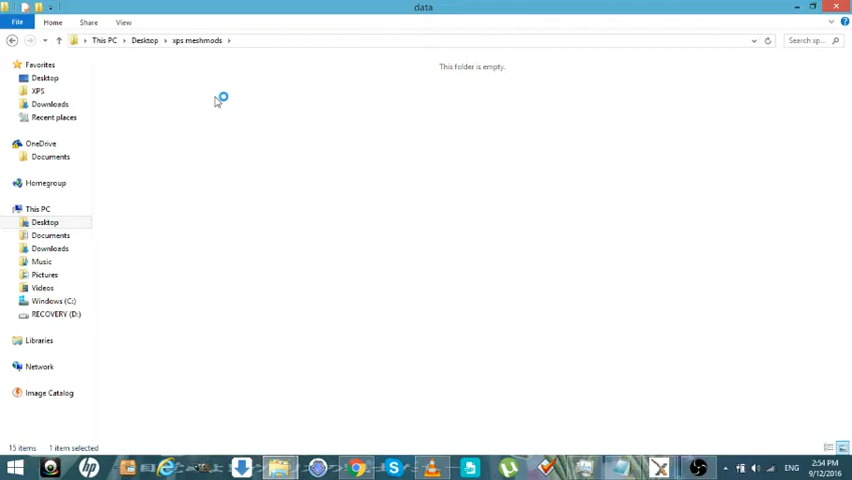 data
File
Home
Share
View
This PC
Desktop
xps meshmods
Search xp...
This folder is empty.
Favorites
Desktop
XPS
Downloads
Recent places
OneDrive
Documents
Homegroup
This PC
Desktop
Documents
Downloads
Music
Pictures
Videos
Windows (C:)
RECOVERY (D:)
Libraries
Network
Image Catalog
15 items
1 item selected
ENG
2:54 PM
9/12/2016